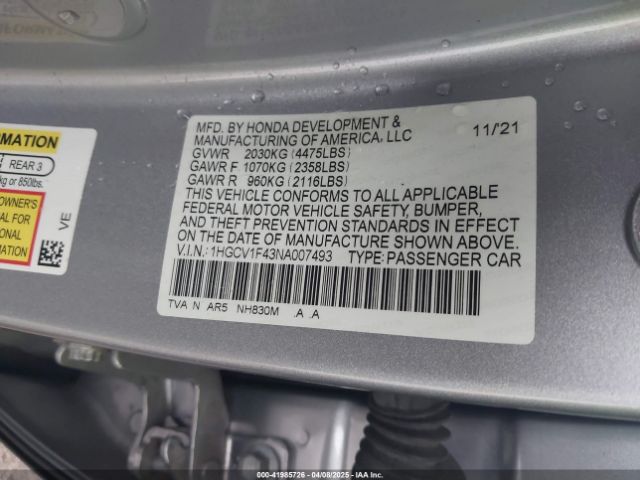 MFD. BY HONDA DEVELOPMENT &
MANUFACTURING OF AMERICA, LLC 11/'21
GVWR 2030KG (4475LBS)
GAWR F 1070KG (2358LBS)
GAWR R 960KG (2116LBS)
THIS VEHICLE CONFORMS TO ALL APPLICABLE
FEDERAL MOTOR VEHICLE SAFETY, BUMPER,
AND THEFT PREVENTION STANDARDS IN EFFECT
ON THE DATE OF MANUFACTURE SHOWN ABOVE.
V.I.N.: 1HGCV1F43NA007493 TYPE: PASSENGER CAR
TVA N AR5 NH830M .A .A
ORMATION
REAR 3
kg or 850lbs.
OWNER'S
AL FOR
ONAL
MATION
VE
000-41985726 - 04/08/2025 - IAA Inc.